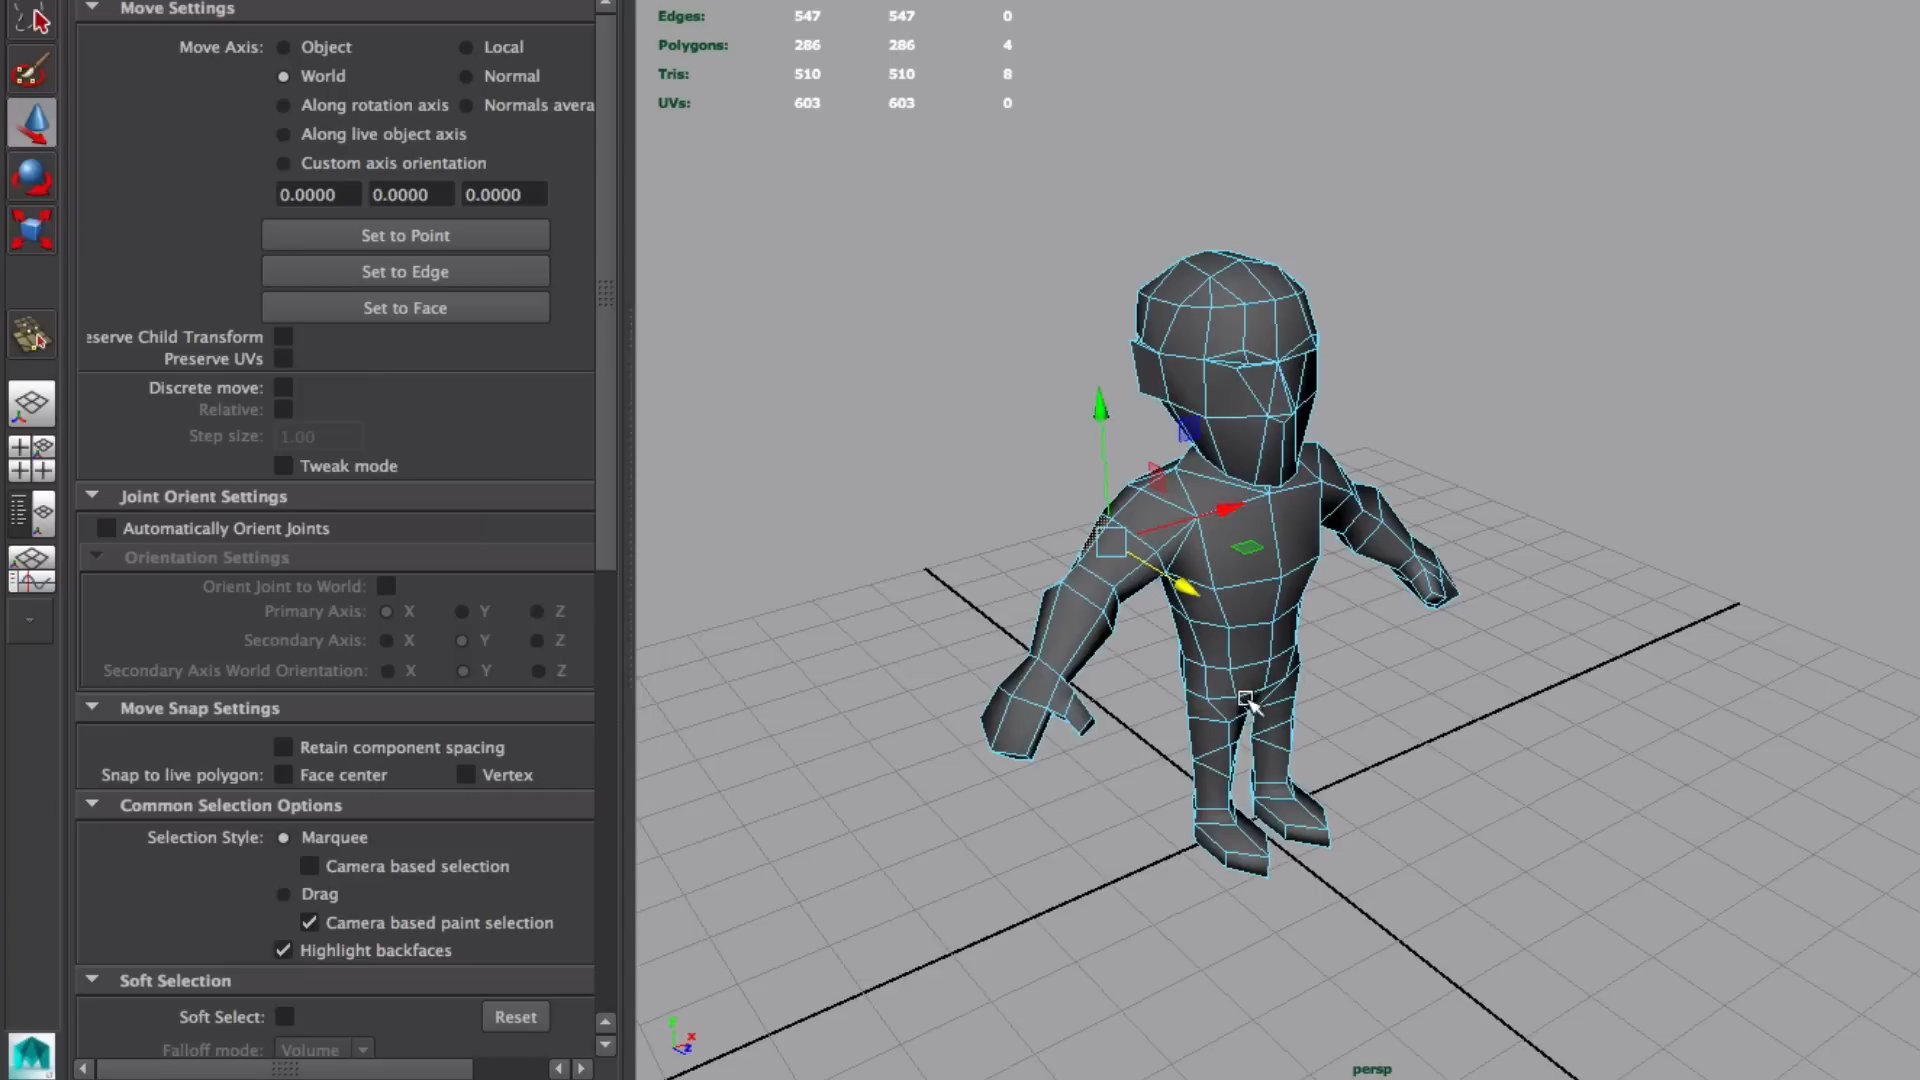 Move Settings
Move Axis: Object Local
World Normal
Along rotation axis Normals avera
Along live object axis
Custom axis orientation
0.0000 0.0000 0.0000
Set to Point
Set to Edge
Set to Face
eserve Child Transform
Preserve UVs
Discrete move:
Relative:
Step size: 1.00
Tweak mode
Joint Orient Settings
Automatically Orient Joints
Orientation Settings
Orient Joint to World:
Primary Axis: X Y Z
Secondary Axis: X Y Z
Secondary Axis World Orientation: X Y Z
Move Snap Settings
Retain component spacing
Snap to live polygon: Face center Vertex
Common Selection Options
Selection Style: Marquee
Camera based selection
Drag
Camera based paint selection
Highlight backfaces
Soft Selection
Soft Select: Reset
Falloff mode: Volume
Edges: 547 547 0
Polygons: 286 286 4
Tris: 510 510 8
UVs: 603 603 0
Y
X
Z
persp